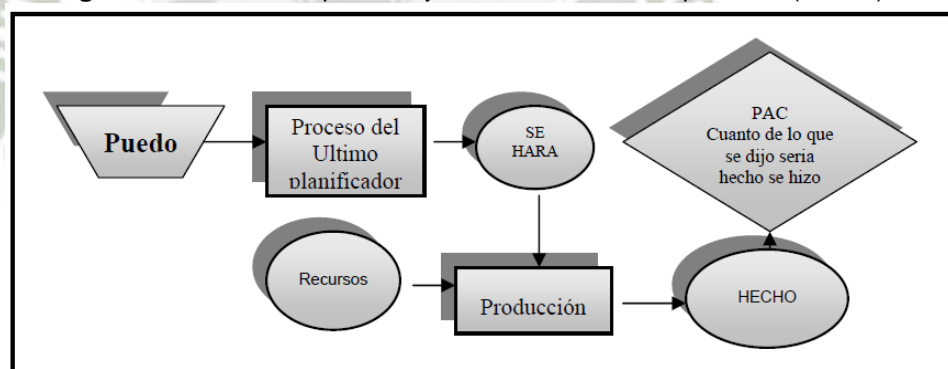 Puedo
Proceso del
Ultimo
planificador
SE
HARA
PAC
Cuanto de lo que
se dijo seria
hecho se hizo
Recursos
Producción
HECHO